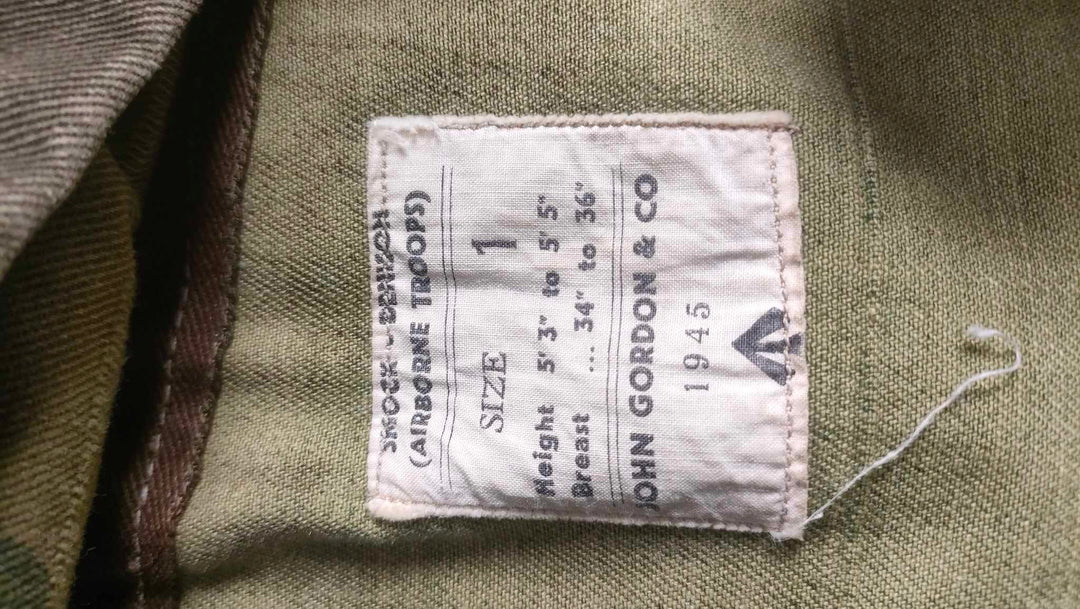 SMOCK - DENISON
(AIRBORNE TROOPS)
SIZE 1
Height 5' 3" to 5' 5"
Breast ... 34" to 36"
JOHN GORDON & CO
1945